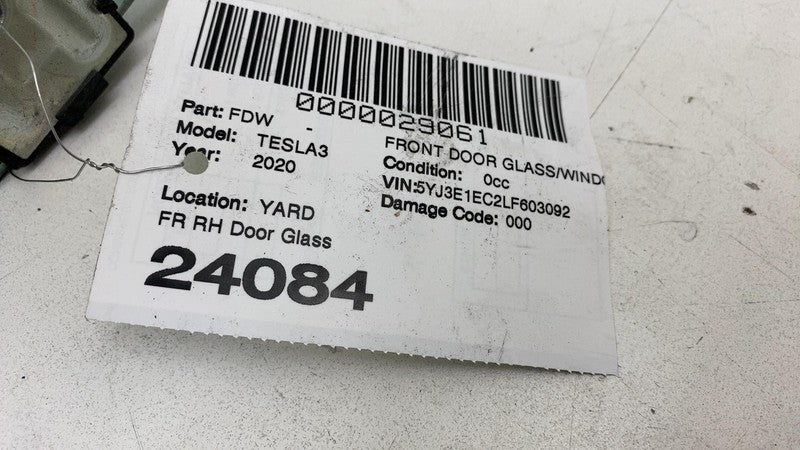 0000029061
Part: FDW - FRONT DOOR GLASS/WINDO
Model: TESLA3 Condition: 0cc
Year: 2020 VIN:5YJ3E1EC2LF603092
Damage Code: 000
Location: YARD
FR RH Door Glass
24084